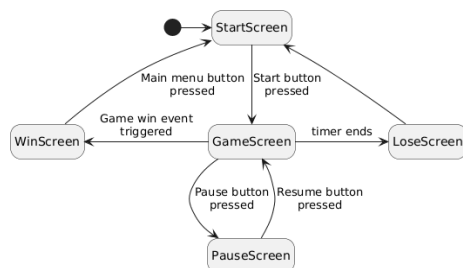 StartScreen
Main menu button
pressed
Start button
pressed
Game win event
triggered
WinScreen
GameScreen
timer ends
LoseScreen
Pause button
pressed
Resume button
pressed
PauseScreen